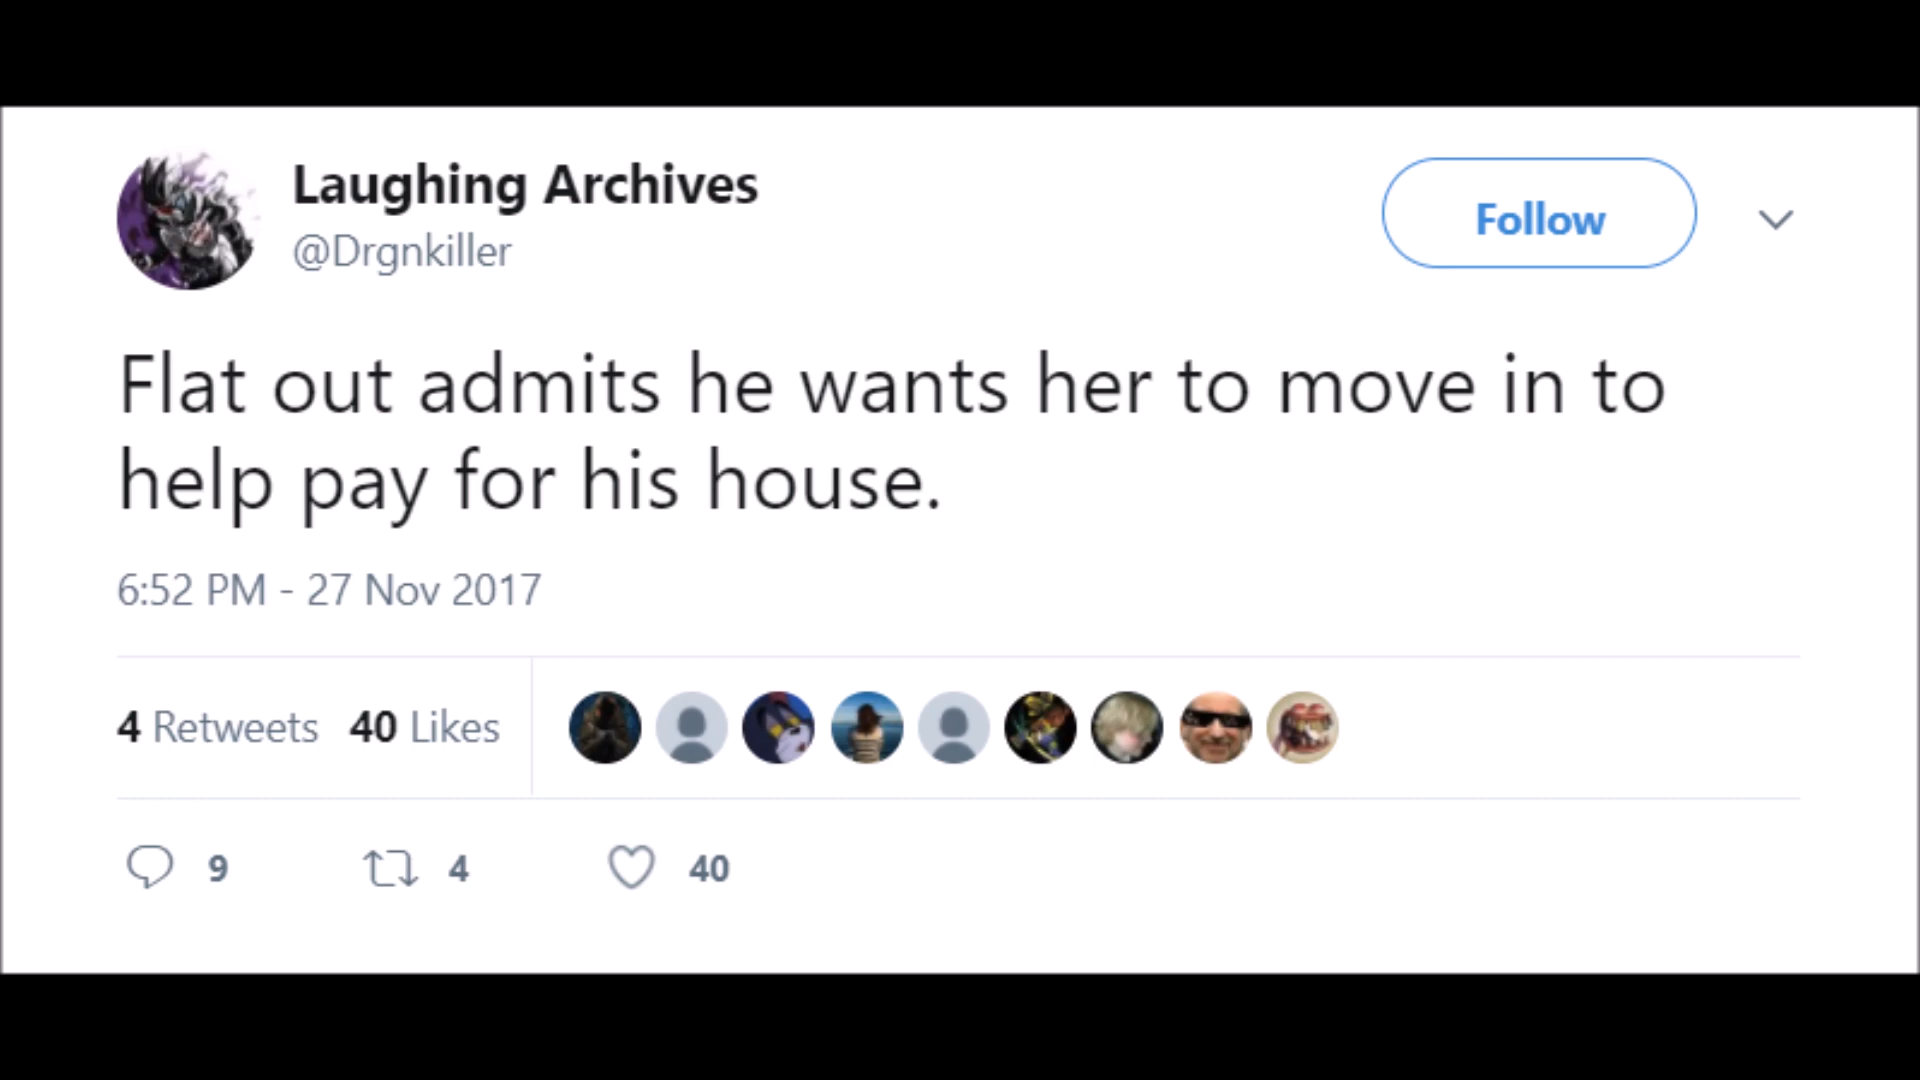 Laughing Archives
@Drgnkiller
Follow
Flat out admits he wants her to move in to
help pay for his house.
6:52 PM - 27 Nov 2017
4 Retweets 40 Likes
9 4 40